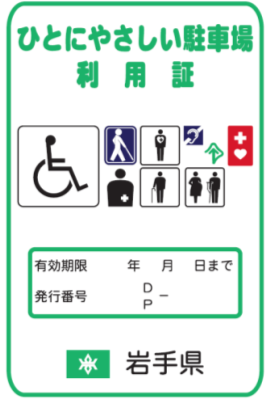 ひとにやさしい駐車場
利用証
有効期限　年　月　日まで
発行番号　D
P －
岩手県